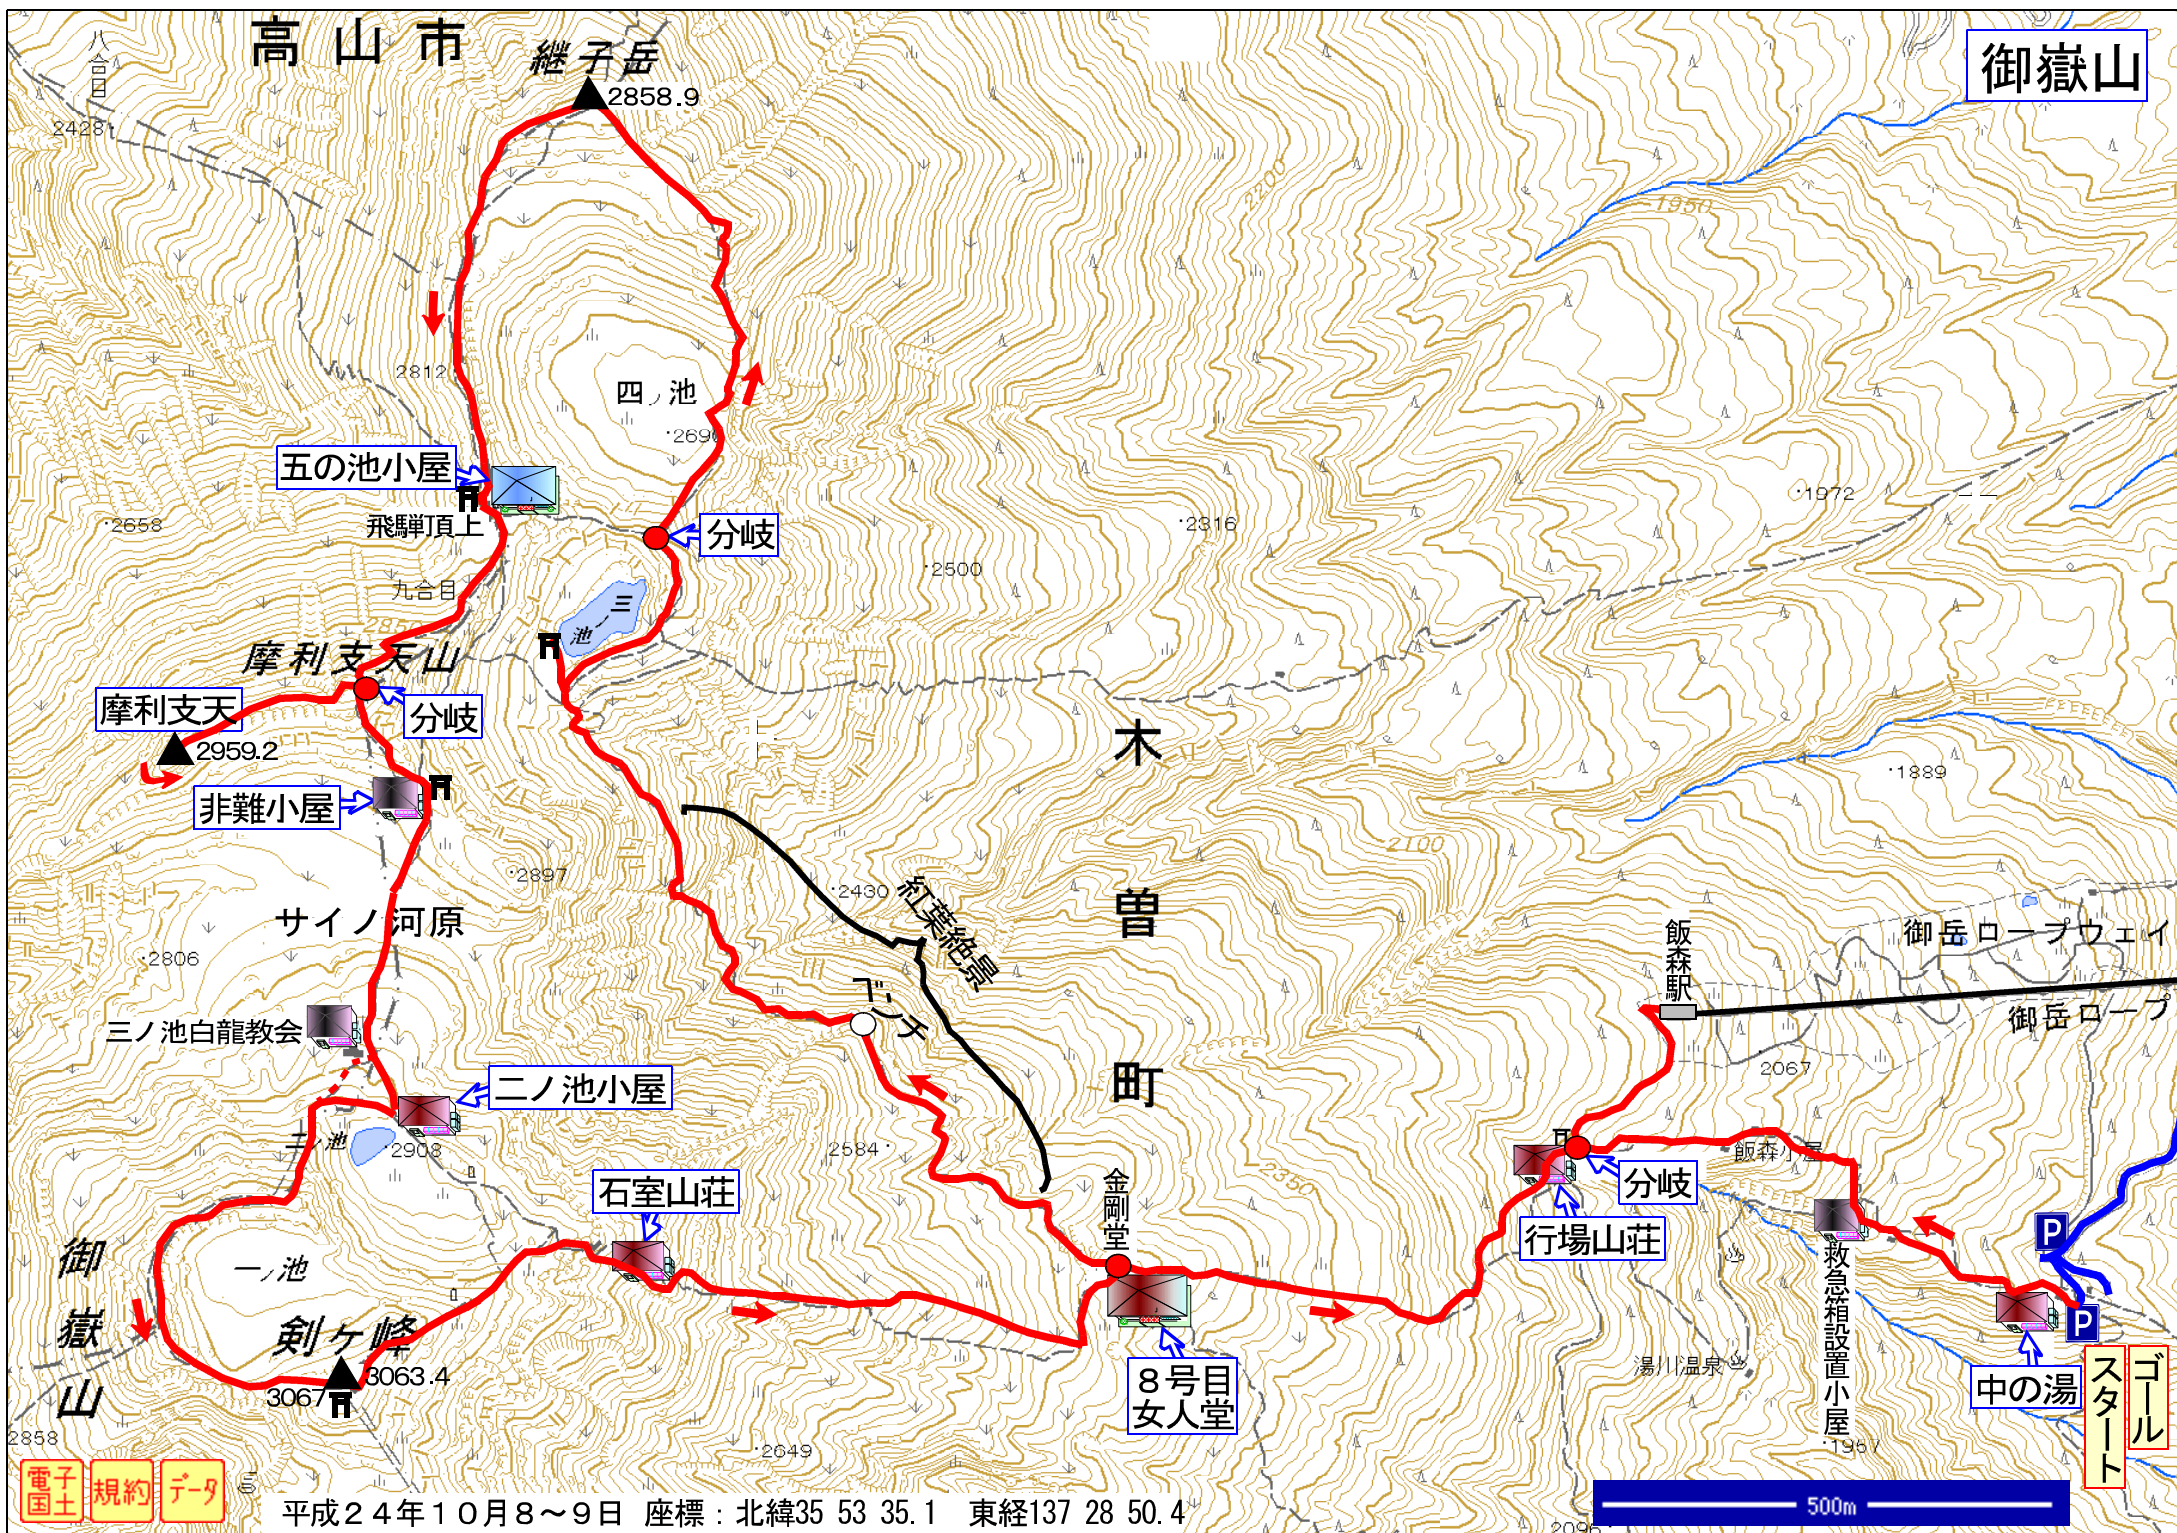 高山市
御嶽山
八合目
継子岳
2858.9
2428
2200
1950
2812
四ノ池
2690
五の池小屋
飛騨頂上
分岐
2658
1972
2316
2500
九合目
三ノ池
摩利支天山
摩利支天
2959.2
分岐
非難小屋
木曽町
1889
2100
2897
2430
紅葉絶景
サイノ河原
2806
飯森駅
御岳ロープウェイ
御岳ロープ
ベンチ
三ノ池白龍教会
2067
二ノ池小屋
二ノ池
2908
2584
飯森小屋
石室山荘
金剛堂
2350
分岐
行場山荘
P
救急箱設置小屋
御嶽山
一ノ池
剣ヶ峰
3063.4
3067
P
8号目
女人堂
湯川温泉
中の湯
スタート
ゴール
2858
2649
1957
電子国土
規約
データ
平成24年10月8~9日 座標:北緯35 53 35.1 東経137 28 50.4
500m